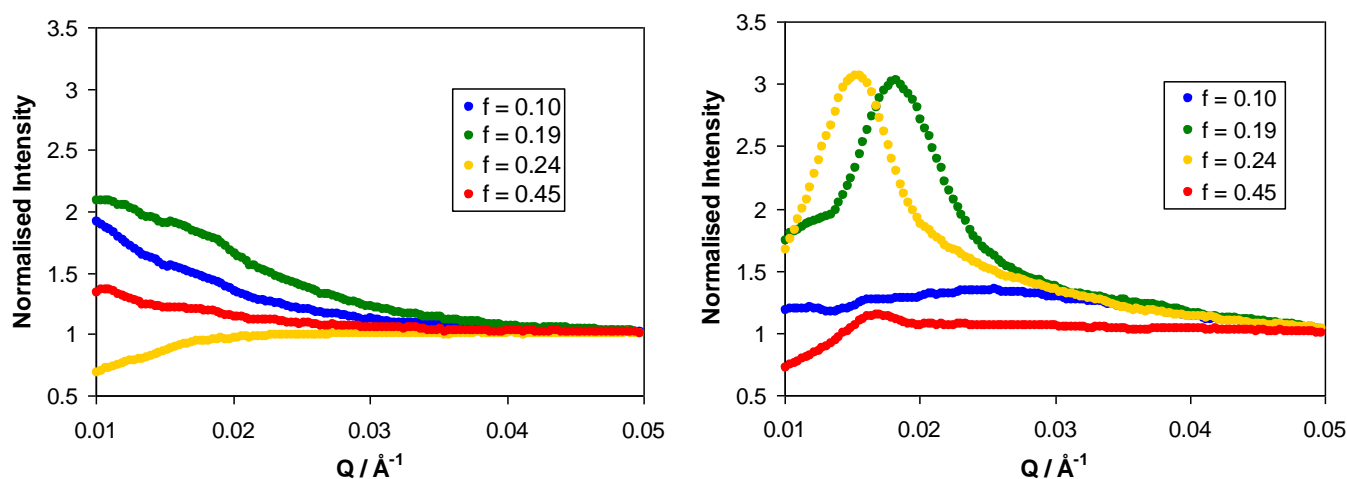 3.5
3
2.5
2
1.5
1
0.5
Normalised Intensity
f = 0.10
f = 0.19
f = 0.24
f = 0.45
0.01 0.02 0.03 0.04 0.05
Q / Å⁻¹
3.5
3
2.5
2
1.5
1
0.5
Normalised Intensity
f = 0.10
f = 0.19
f = 0.24
f = 0.45
0.01 0.02 0.03 0.04 0.05
Q / Å⁻¹